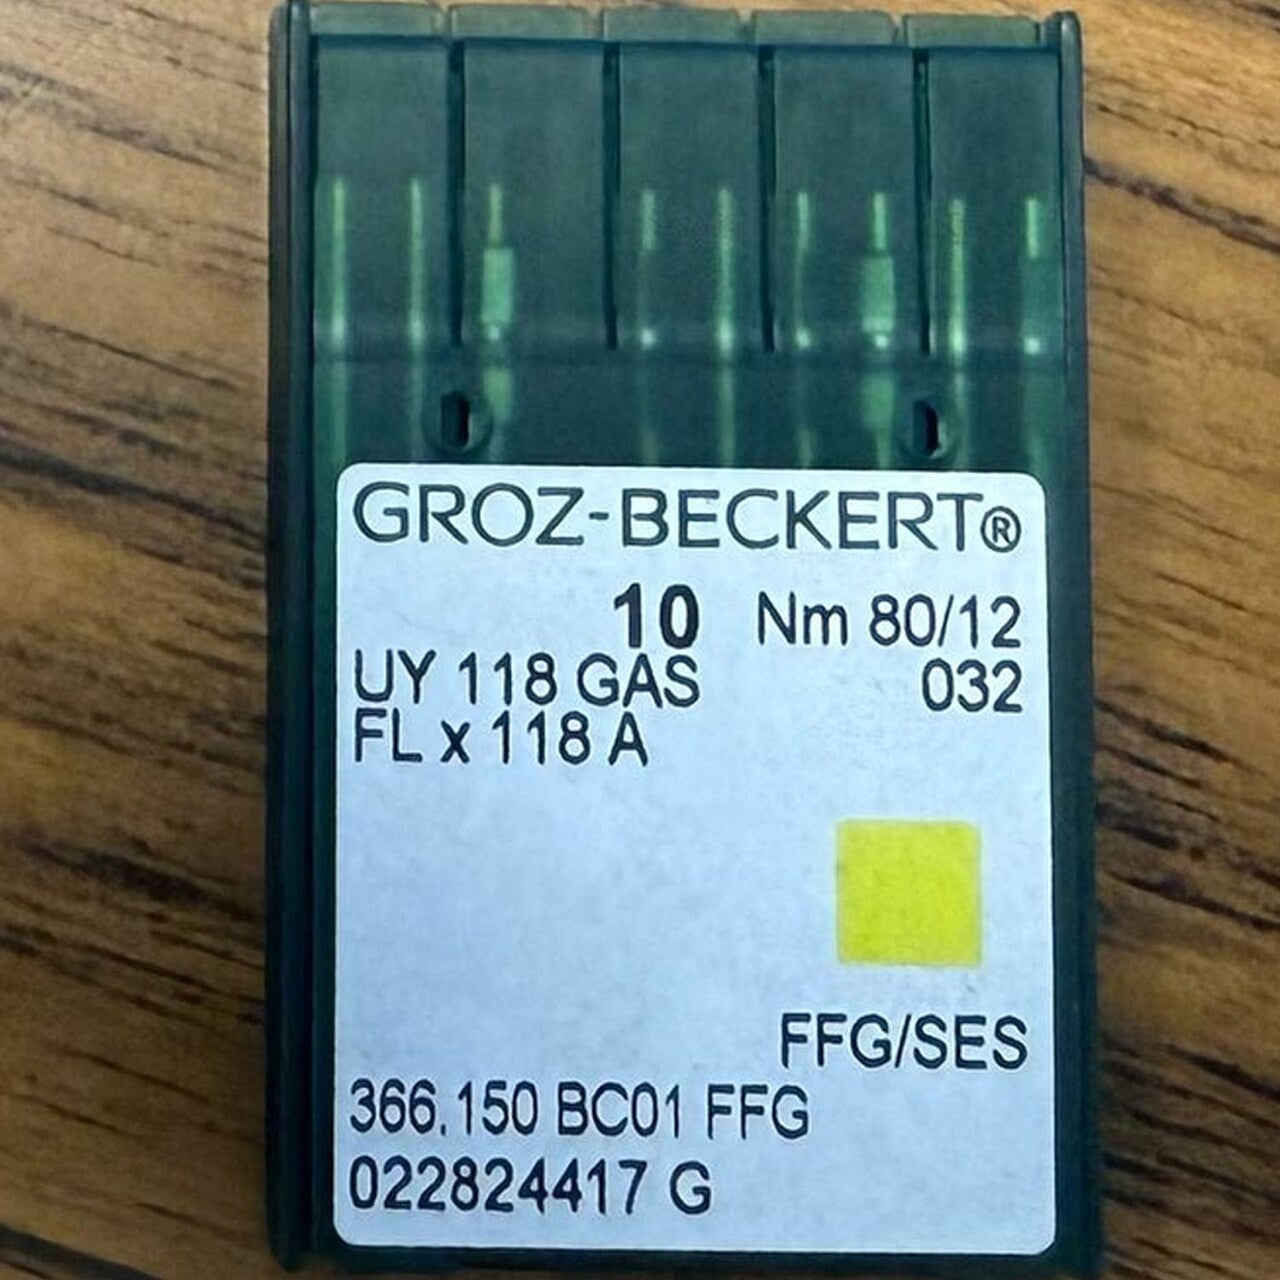 GROZ-BECKERT®
10 Nm 80/12
UY 118 GAS 032
FL x 118 A
FFG/SES
366.150 BC01 FFG
022824417 G